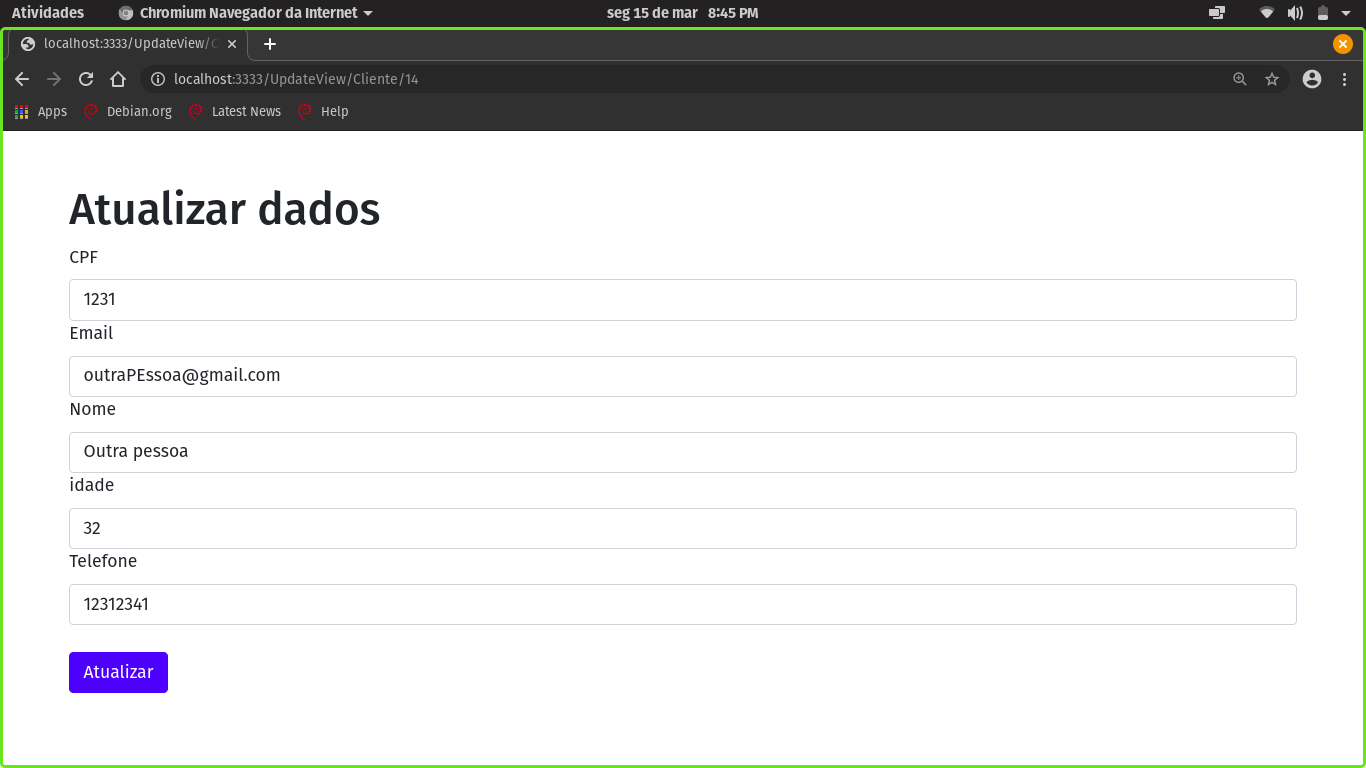 Atividades Chromium Navegador da Internet seg 15 de mar 8:45 PM
localhost:3333/UpdateView/C
localhost:3333/UpdateView/Cliente/14
Apps Debian.org Latest News Help
Atualizar dados
CPF
1231
Email
outraPEssoa@gmail.com
Nome
Outra pessoa
idade
32
Telefone
12312341
Atualizar